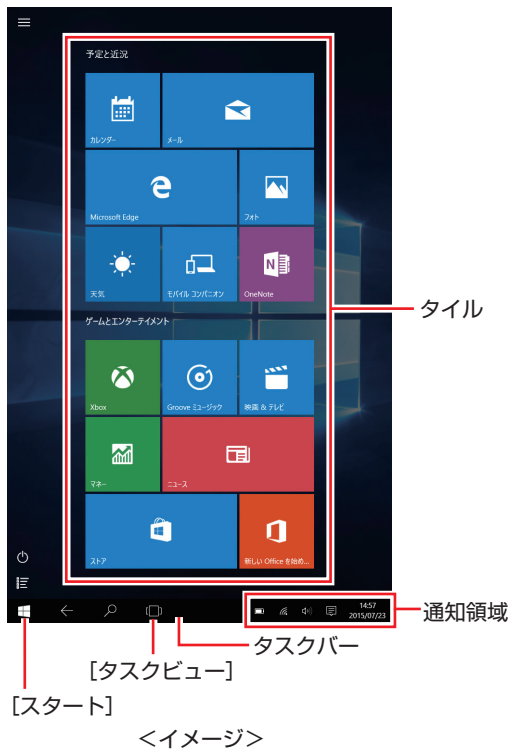 予定と近況
カレンダー
メール
Microsoft Edge
フォト
天気
モバイル コンパニオン
N
OneNote
タイル
ゲームとエンターテイメント
Xbox
Groove ミュージック
映画 & テレビ
マネー
ニュース
ストア
新しい Office を始め...
14:57
2015/07/23
通知領域
タスクバー
[タスクビュー]
[スタート]
<イメージ>